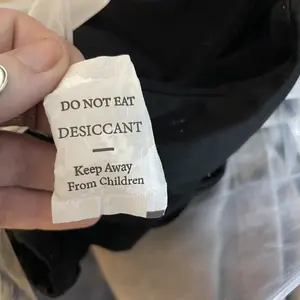 DO NOT EAT
DESICCANT
Keep Away
From Children